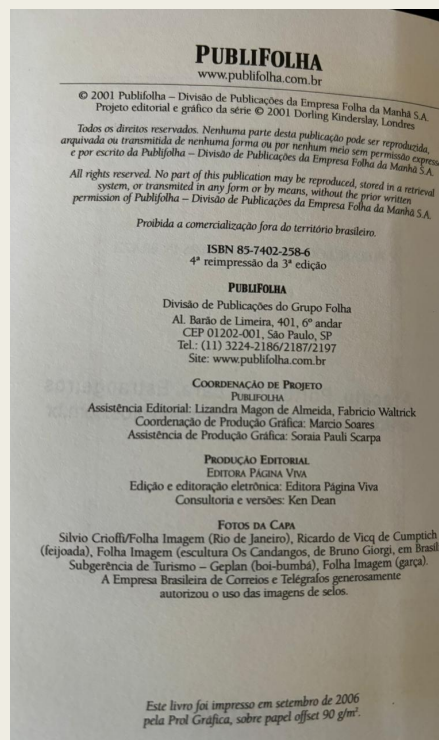 PUBLIFOLHA
www.publifolha.com.br
© 2001 Publifolha – Divisão de Publicações da Empresa Folha da Manhã S.A.
Projeto editorial e gráfico da série © 2001 Dorling Kinderslay, Londres
Todos os direitos reservados. Nenhuma parte desta publicação pode ser reproduzida,
arquivada ou transmitida de nenhuma forma ou por nenhum meio sem permissão express
e por escrito da Publifolha – Divisão de Publicações da Empresa Folha da Manhã S.A.
All rights reserved. No part of this publication may be reproduced, stored in a retrieval
system, or transmited in any form or by means, without the prior written
permission of Publifolha – Divisão de Publicações da Empresa Folha da Manhã S.A.
Proibida a comercialização fora do território brasileiro.
ISBN 85-7402-258-6
4ª reimpressão da 3ª edição
PUBLIFOLHA
Divisão de Publicações do Grupo Folha
Al. Barão de Limeira, 401, 6º andar
CEP 01202-001, São Paulo, SP
Tel.: (11) 3224-2186/2187/2197
Site: www.publifolha.com.br
COORDENAÇÃO DE PROJETO
PUBLIFOLHA
Assistência Editorial: Lizandra Magon de Almeida, Fabricio Waltrick
Coordenação de Produção Gráfica: Marcio Soares
Assistência de Produção Gráfica: Soraia Pauli Scarpa
PRODUÇÃO EDITORIAL
EDITORA PÁGINA VIVA
Edição e editoração eletrônica: Editora Página Viva
Consultoria e versões: Ken Dean
FOTOS DA CAPA
Silvio Crioffi/Folha Imagem (Rio de Janeiro), Ricardo de Vicq de Cumptich
(feijoada), Folha Imagem (escultura Os Candangos, de Bruno Giorgi, em Brasíl
Subgerência de Turismo – Geplan (boi-bumbá), Folha Imagem (garça).
A Empresa Brasileira de Correios e Telégrafos generosamente
autorizou o uso das imagens de selos.
Este livro foi impresso em setembro de 2006
pela Prol Gráfica, sobre papel offset 90 g/m².